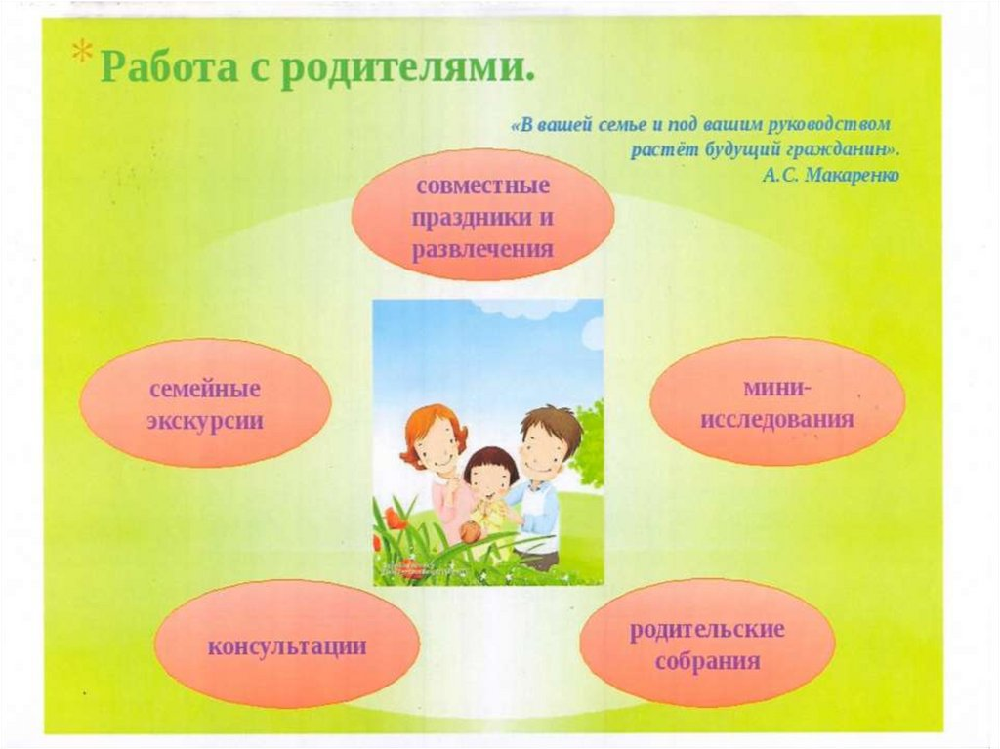 * Работа с родителями.
«В вашей семье и под вашим руководством
растёт будущий гражданин».
А.С. Макаренко
совместные
праздники и
развлечения
семейные
экскурсии
мини-
исследования
консультации
родительские
собрания